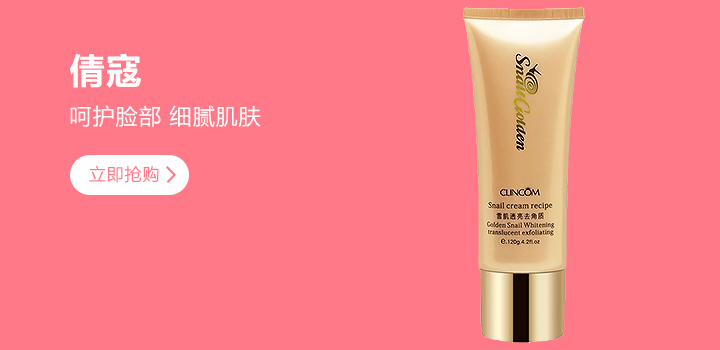 倩寇
呵护脸部 细腻肌肤
立即抢购
Snail Golden
CLINCOM
Snail cream recipe
雪肌透亮去角质
Golden Snail Whitening
translucent exfoliating
e.120g.4.2fl.oz